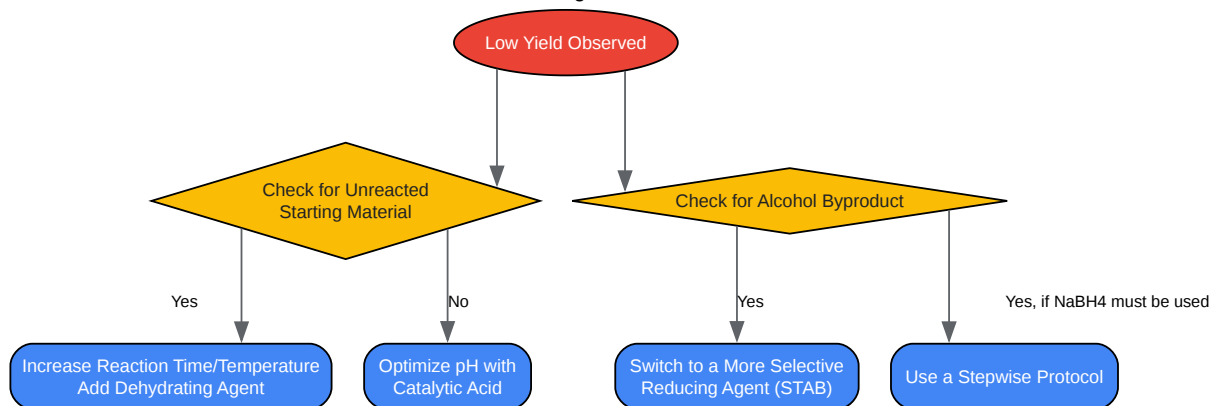 Low Yield Observed
Check for Unreacted
Starting Material
Check for Alcohol Byproduct
Yes
No
Yes
Yes, if NaBH4 must be used
Increase Reaction Time/Temperature
Add Dehydrating Agent
Optimize pH with
Catalytic Acid
Switch to a More Selective
Reducing Agent (STAB)
Use a Stepwise Protocol